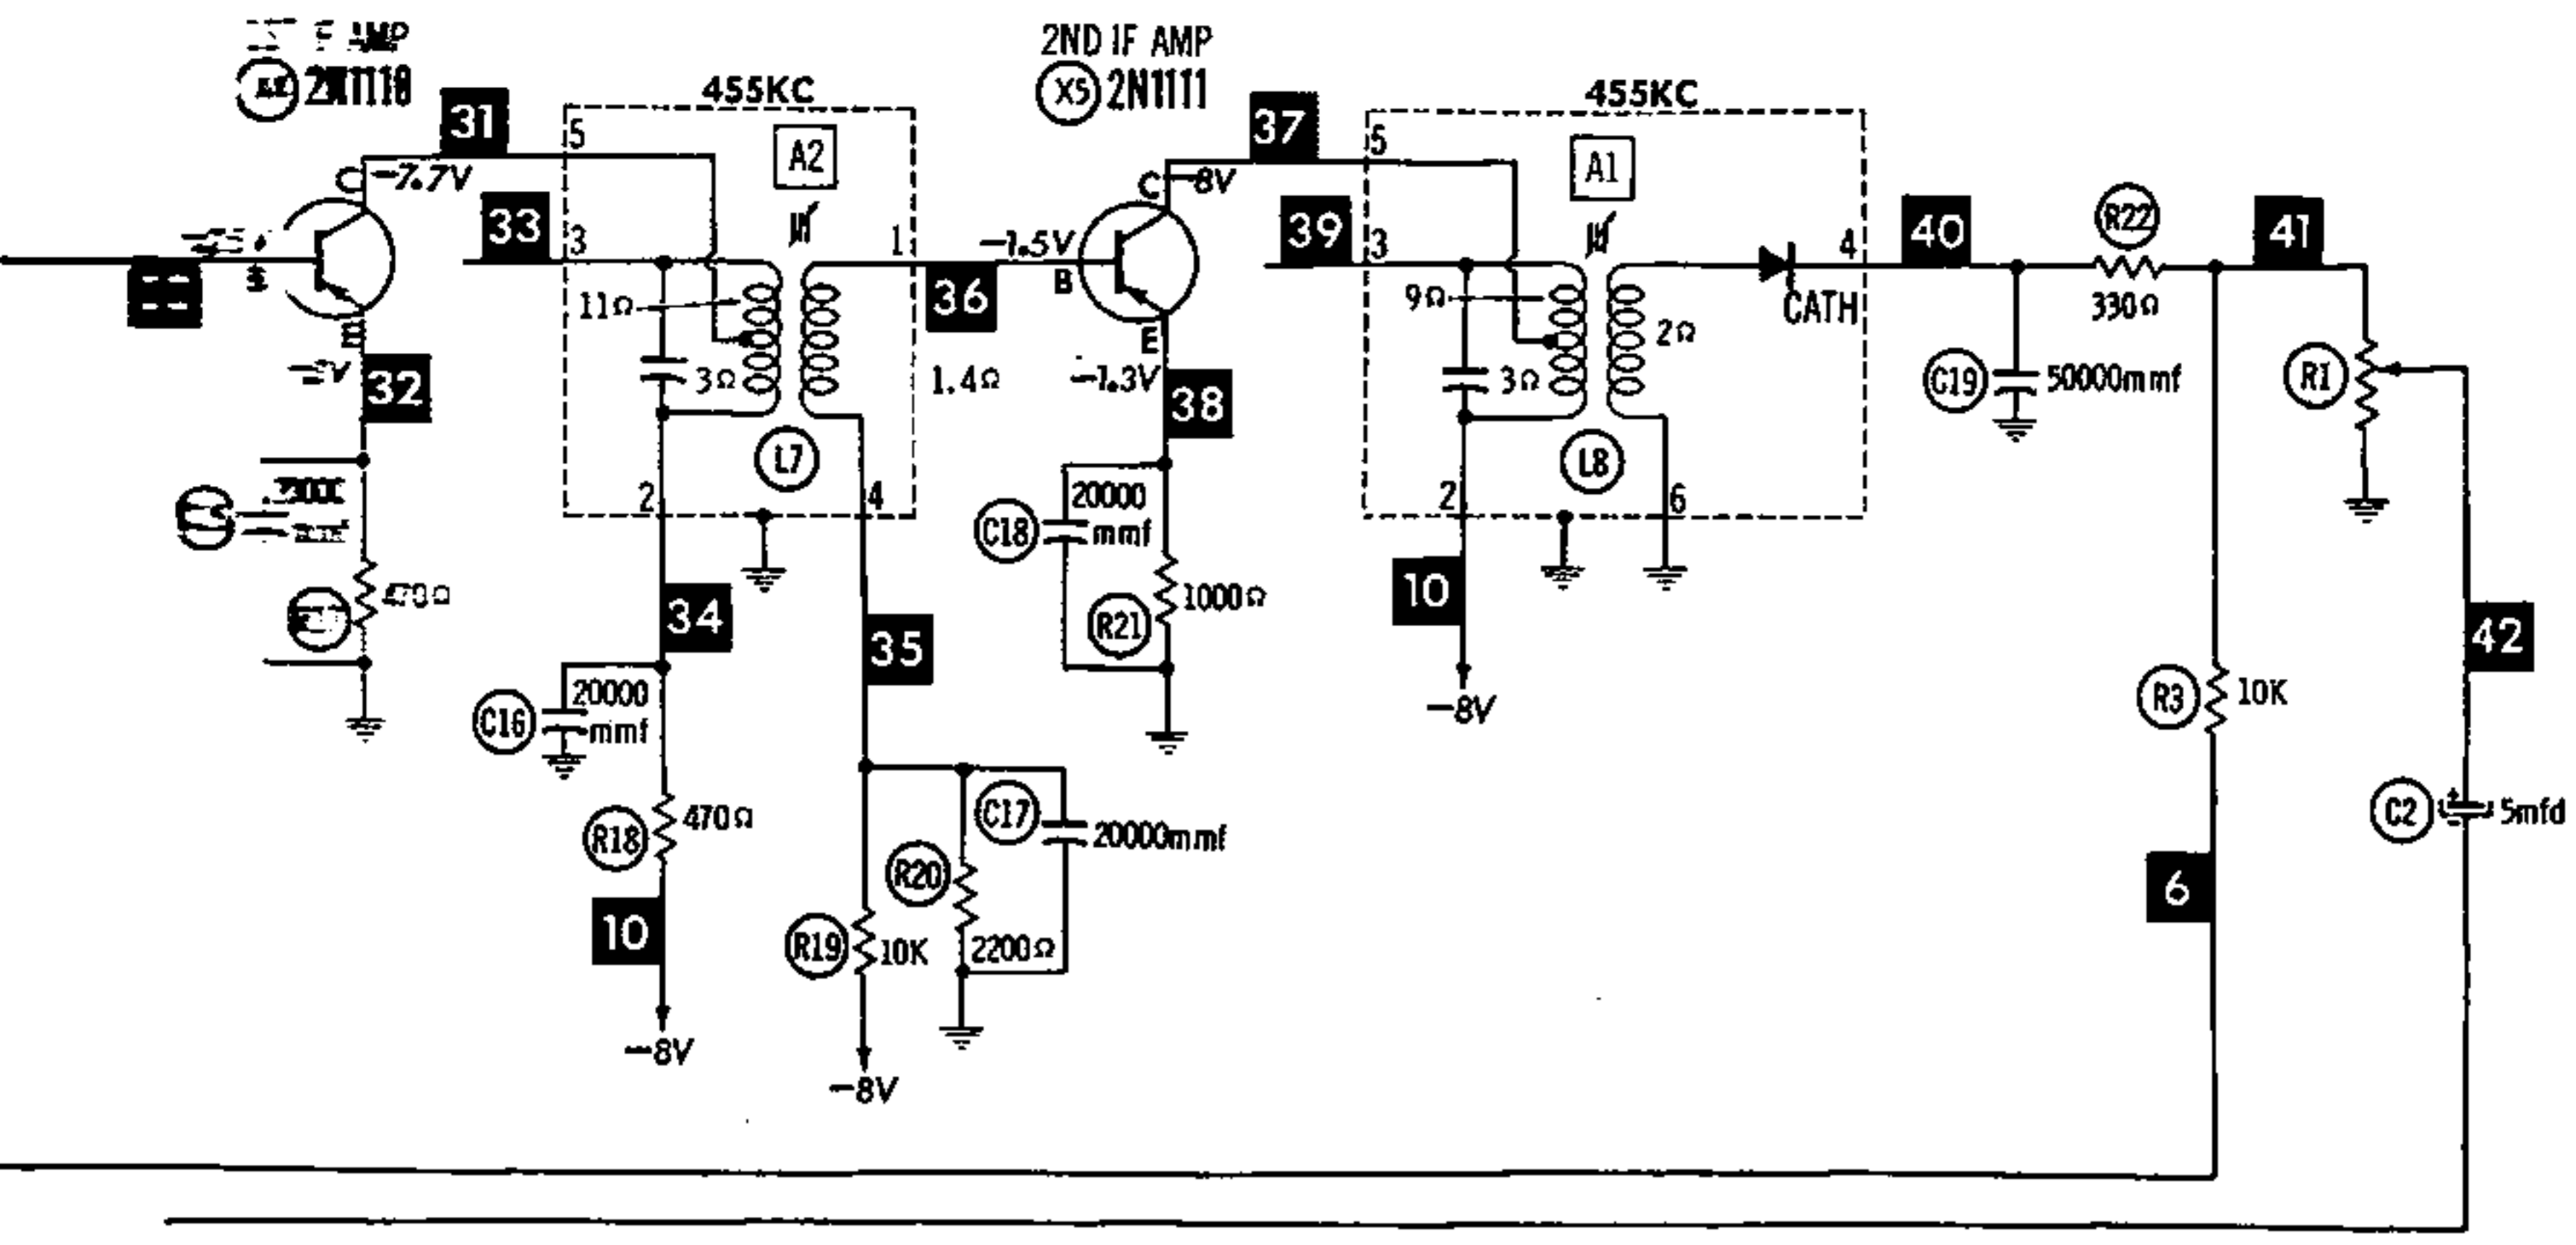 F AMP
2ND IF AMP
X5 2N1111
455KC
455KC
31
5
A2
37
5
A1
C -7.7V
C -8V
33
3
1
-1.5V
B
39
3
4
40
R22
41
11Ω
36
9Ω
2Ω
CATH
330Ω
E
32
3Ω
1.4Ω
E
-1.3V
38
3Ω
C19 50000mmf
R1
L7
L8
2
4
C18 20000
mmf
2
6
470Ω
34
R21 1000Ω
10
35
42
C16 20000
mmf
-8V
R3 10K
R18 470Ω
C17 20000mmf
C2 + - 5mfd
R20
6
10
R19 10K
2200Ω
-8V
-8V